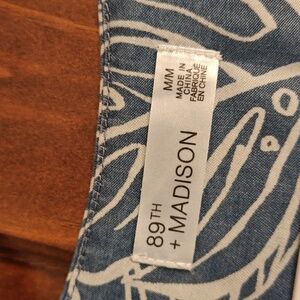 89TH
+ MADISON
M/M
MADE IN
CHINA
FABRIQUÉ
EN CHINE